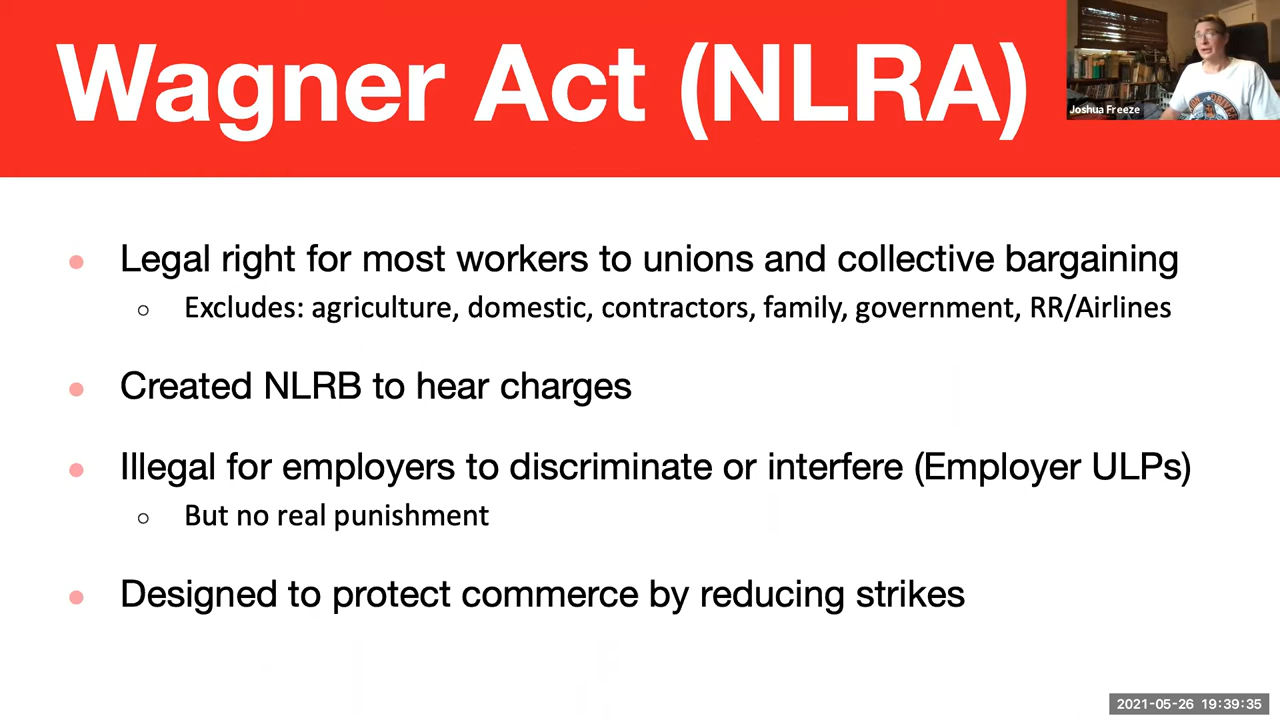 Wagner Act (NLRA)
Joshua Freeze
● Legal right for most workers to unions and collective bargaining
○ Excludes: agriculture, domestic, contractors, family, government, RR/Airlines
● Created NLRB to hear charges
● Illegal for employers to discriminate or interfere (Employer ULPs)
○ But no real punishment
● Designed to protect commerce by reducing strikes
2021-05-26 19:39:35